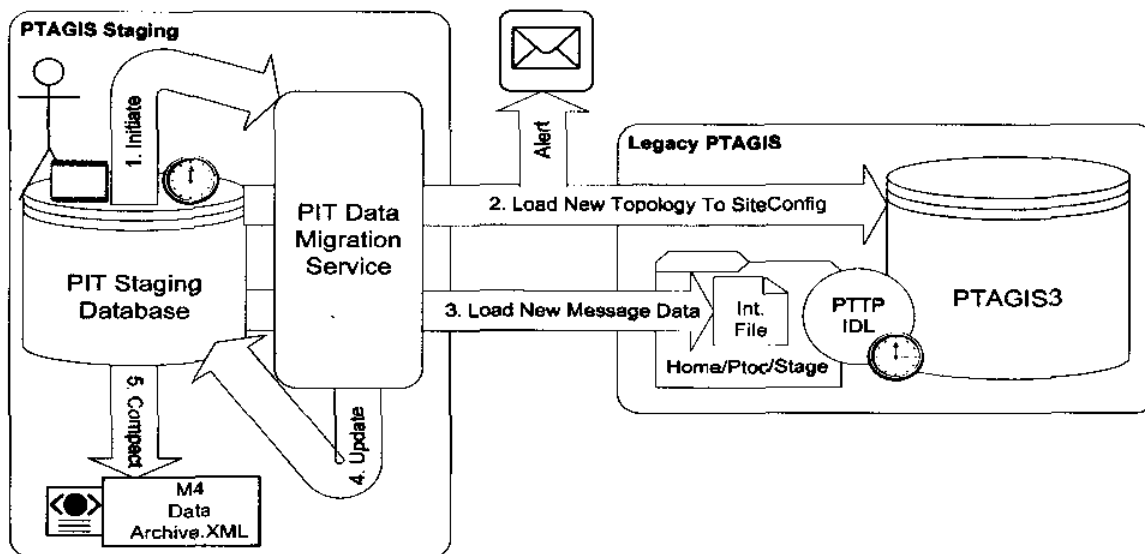 PTAGIS Staging
1. Initiate
Alert
Legacy PTAGIS
2. Load New Topology To SiteConfig
PIT Data
Migration
Service
PIT Staging
Database
3. Load New Message Data
Int.
File
PTTP
IDL
PTAGIS3
Home/Ptoc/Stage
5. Compact
4. Update
M4
Data
Archive.XML